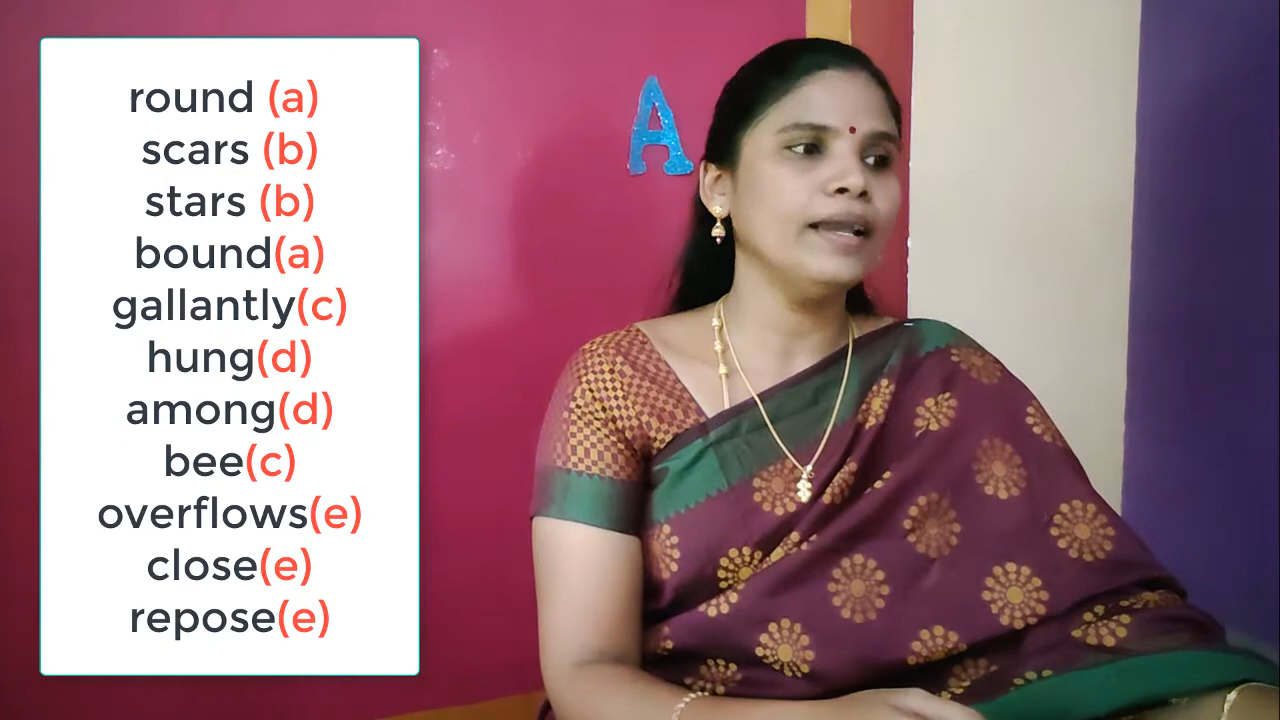 round (a)
scars (b)
stars (b)
bound(a)
gallantly(c)
hung(d)
among(d)
bee(c)
overflows(e)
close(e)
repose(e)
A